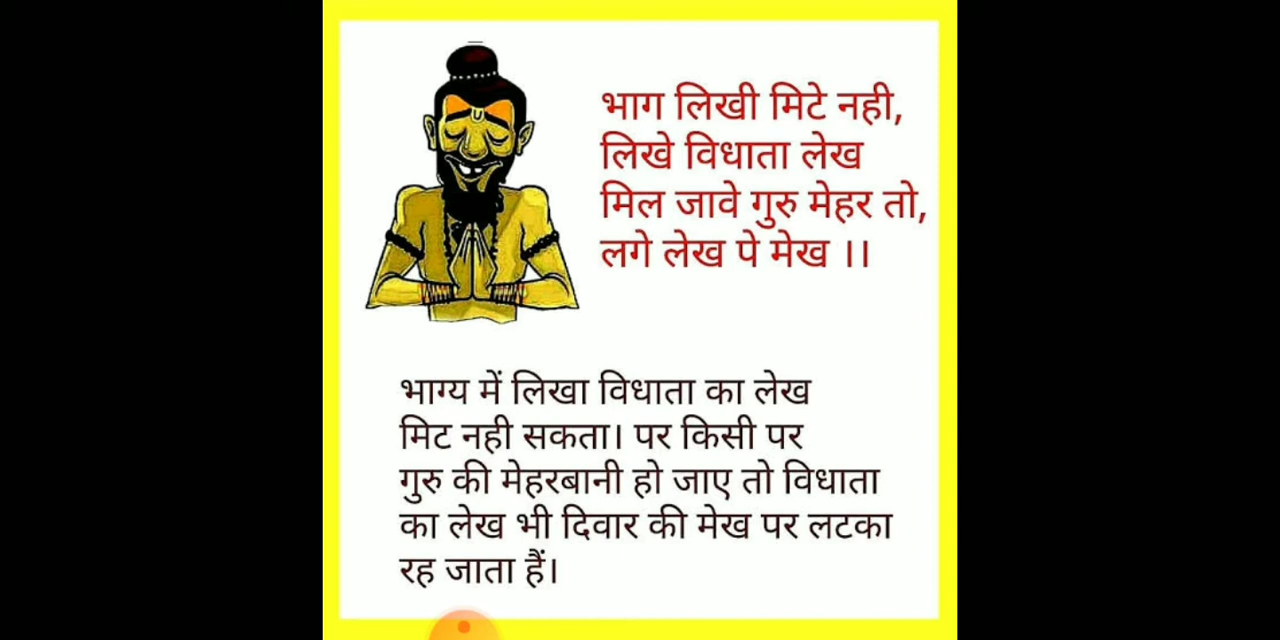 भाग लिखी मिटे नही,
लिखे विधाता लेख
मिल जावे गुरु मेहर तो,
लगे लेख पे मेख ।।
भाग्य में लिखा विधाता का लेख
मिट नही सकता। पर किसी पर
गुरु की मेहरबानी हो जाए तो विधाता
का लेख भी दिवार की मेख पर लटका
रह जाता हैं।